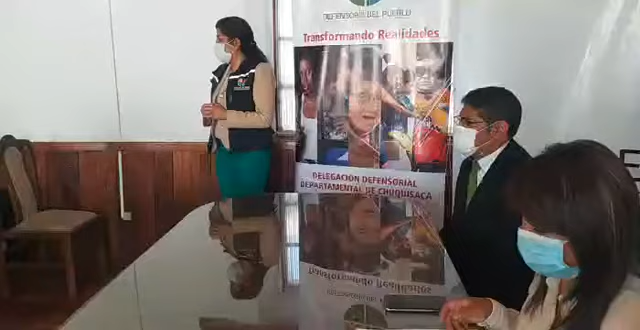 DEFENSORÍA DEL PUEBLO
Transformando Realidades
DELEGACIÓN DEFENSORIAL
DEPARTAMENTAL DE CHUQUISACA